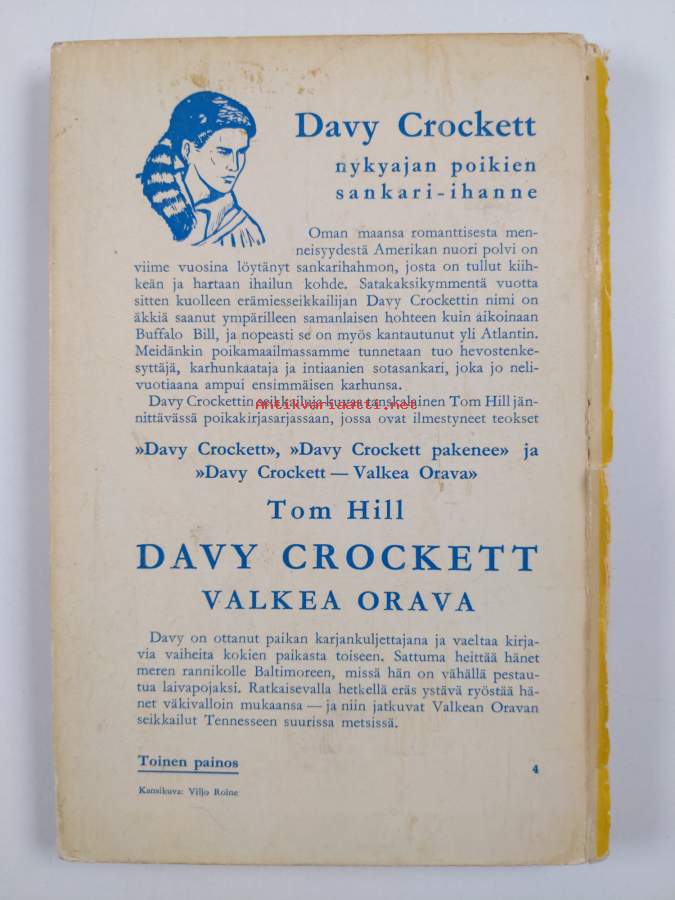 Davy Crockett
nykyajan poikien
sankari-ihanne
Oman maansa romanttisesta men-
neisyydestä Amerikan nuori polvi on
viime vuosina löytänyt sankarihahmon, josta on tullut kiih-
keän ja hartaan ihailun kohde. Satakaksikymmentä vuotta
sitten kuolleen erämiesseikkailijan Davy Crockettin nimi on
äkkiä saanut ympärilleen samanlaisen hohteen kuin aikoinaan
Buffalo Bill, ja nopeasti se on myös kantautunut yli Atlantin.
Meidänkin poikamaailmassamme tunnetaan tuo hevostenke-
syttäjä, karhunkaataja ja intiaanien sotasankari, joka jo neli-
vuotiaana ampui ensimmäisen karhunsa.
Davy Crockettin seikkailuja kuvaa tanskalainen Tom Hill jän-
antikvariaatti.net
nittävässä poikakirjasarjassaan, jossa ovat ilmestyneet teokset
»Davy Crockett», »Davy Crockett pakenee» ja
»Davy Crockett — Valkea Orava»
Tom Hill
DAVY CROCKETT
VALKEA ORAVA
Davy on ottanut paikan karjankuljettajana ja vaeltaa kirja-
via vaiheita kokien paikasta toiseen. Sattuma heittää hänet
meren rannikolle Baltimoreen, missä hän on vähällä pestau-
tua laivapojaksi. Ratkaisevalla hetkellä eräs ystävä ryöstää hä-
net väkivalloin mukaansa — ja niin jatkuvat Valkean Oravan
seikkailut Tennesseen suurissa metsissä.
Toinen painos
4
Kansikuva: Viljo Roine